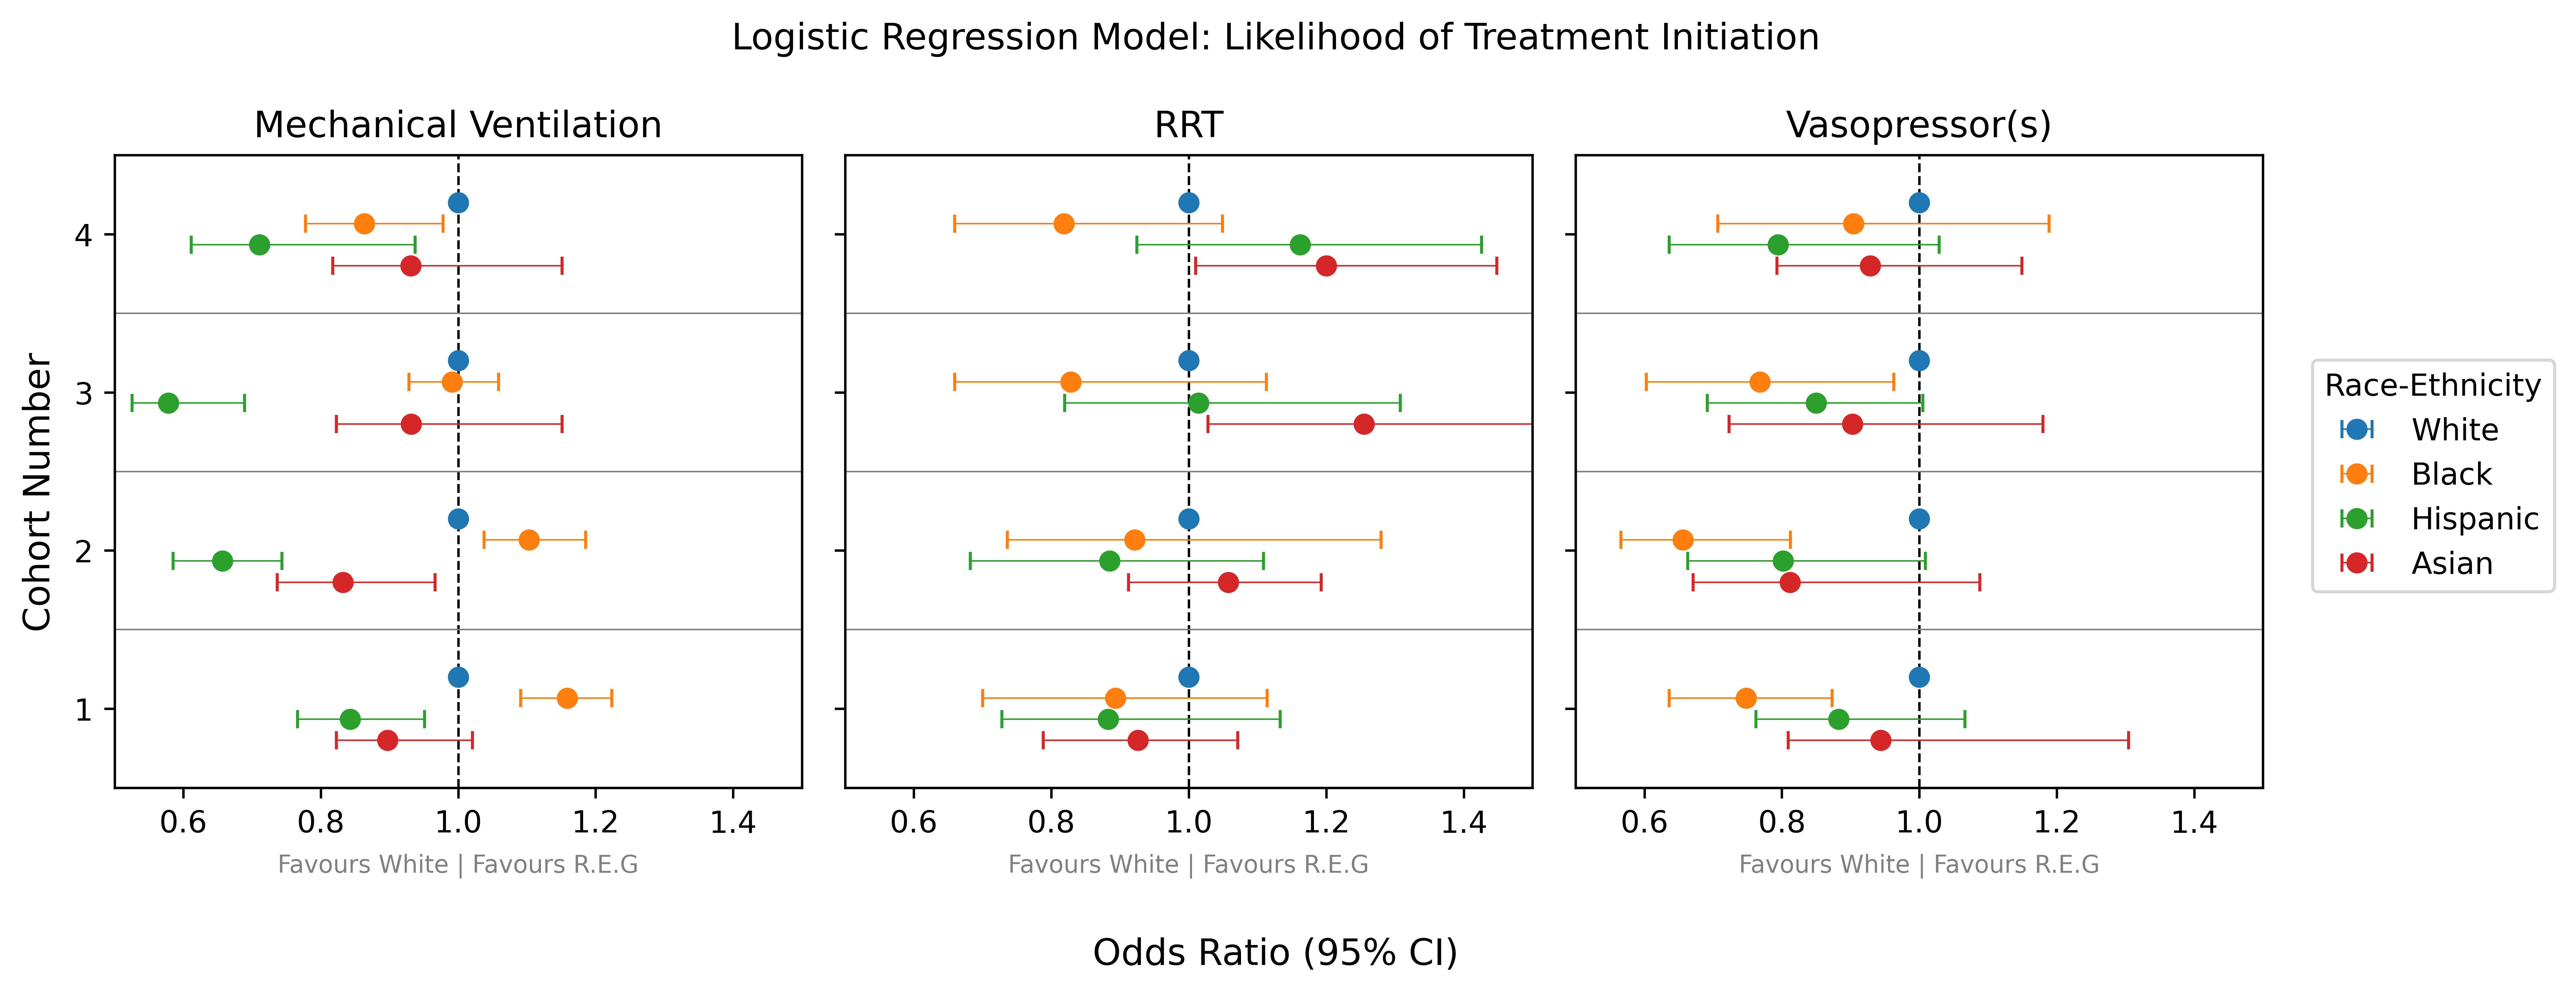 Logistic Regression Model: Likelihood of Treatment Initiation
Mechanical Ventilation
RRT
Vasopressor(s)
Cohort Number
4
3
2
1
0.6 0.8 1.0 1.2 1.4
0.6 0.8 1.0 1.2 1.4
0.6 0.8 1.0 1.2 1.4
Favours White | Favours R.E.G
Favours White | Favours R.E.G
Favours White | Favours R.E.G
Odds Ratio (95% CI)
Race-Ethnicity
White
Black
Hispanic
Asian